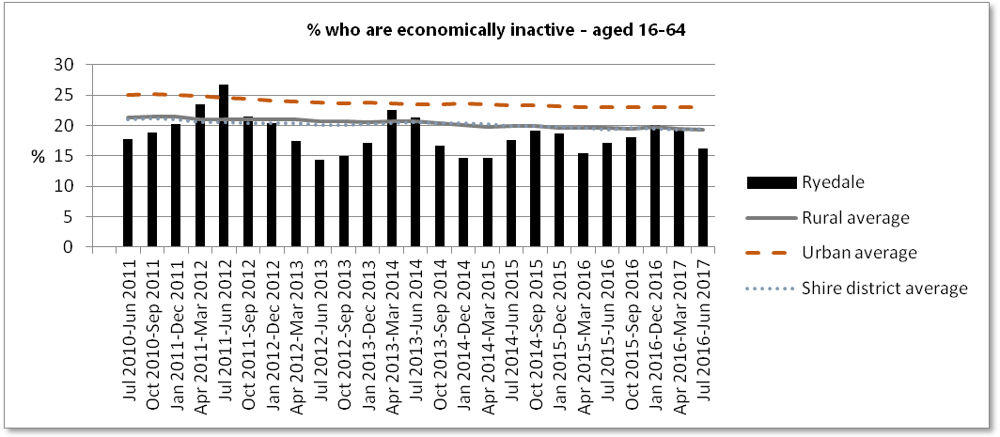 % who are economically inactive - aged 16-64
30
25
20
15
10
5
0
%
Jul 2010-Jun 2011
Oct 2010-Sep 2011
Jan 2011-Dec 2011
Apr 2011-Mar 2012
Jul 2011-Jun 2012
Oct 2011-Sep 2012
Jan 2012-Dec 2012
Apr 2012-Mar 2013
Jul 2012-Jun 2013
Oct 2012-Sep 2013
Jan 2013-Dec 2013
Apr 2013-Mar 2014
Jul 2013-Jun 2014
Oct 2013-Sep 2014
Jan 2014-Dec 2014
Apr 2014-Mar 2015
Jul 2014-Jun 2015
Oct 2014-Sep 2015
Jan 2015-Dec 2015
Apr 2015-Mar 2016
Jul 2015-Jun 2016
Oct 2015-Sep 2016
Jan 2016-Dec 2016
Apr 2016-Mar 2017
Jul 2016-Jun 2017
Ryedale
Rural average
Urban average
Shire district average